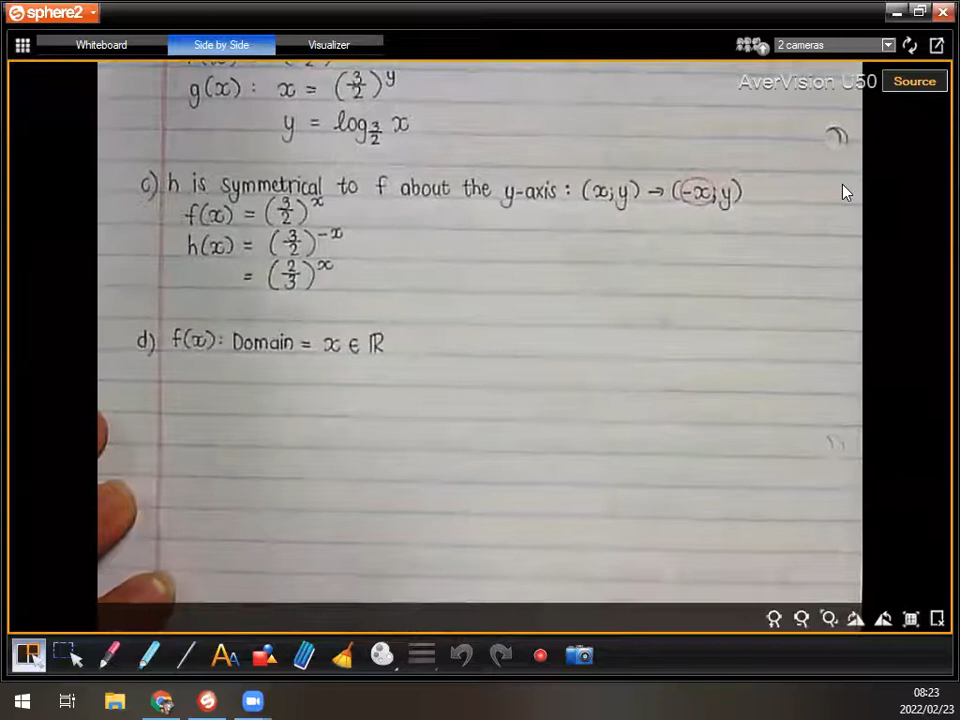 sphere2
Whiteboard Side by Side Visualizer 2 cameras
AverVision U50 Source
g(x): x = (3/2)^y
y = log_{3/2} x
c) h is symmetrical to f about the y-axis: (x;y) → (-x;y)
f(x) = (3/2)^x
h(x) = (3/2)^{-x}
= (2/3)^x
d) f(x): Domain = x ∈ ℝ
08:23
2022/02/23